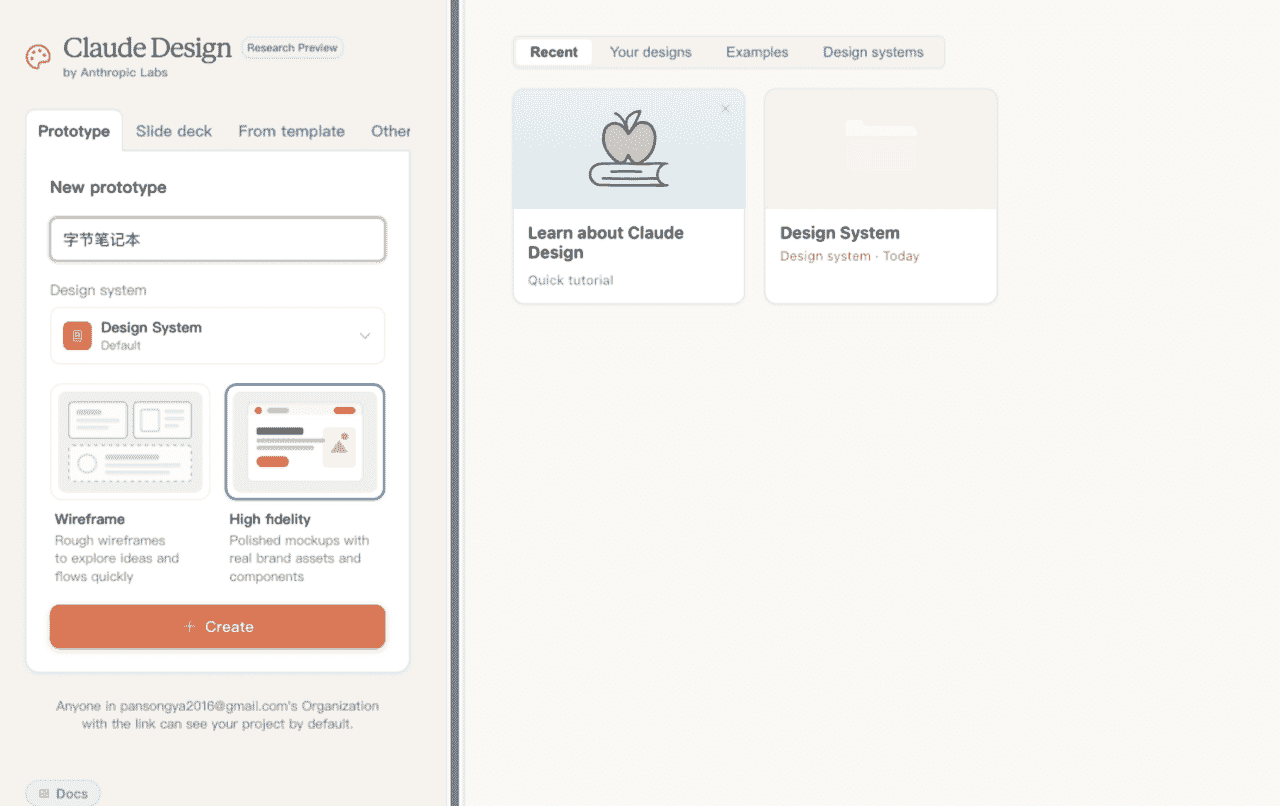 Claude Design
Research Preview
by Anthropic Labs
Prototype
Slide deck
From template
Other
New prototype
字节笔记本
Design system
Design System
Default
Wireframe
Rough wireframes
to explore ideas and
flows quickly
High fidelity
Polished mockups with
real brand assets and
components
+ Create
Anyone in pansongya2016@gmail.com's Organization
with the link can see your project by default.
Docs
Recent
Your designs
Examples
Design systems
Learn about Claude
Design
Quick tutorial
Design System
Design system · Today